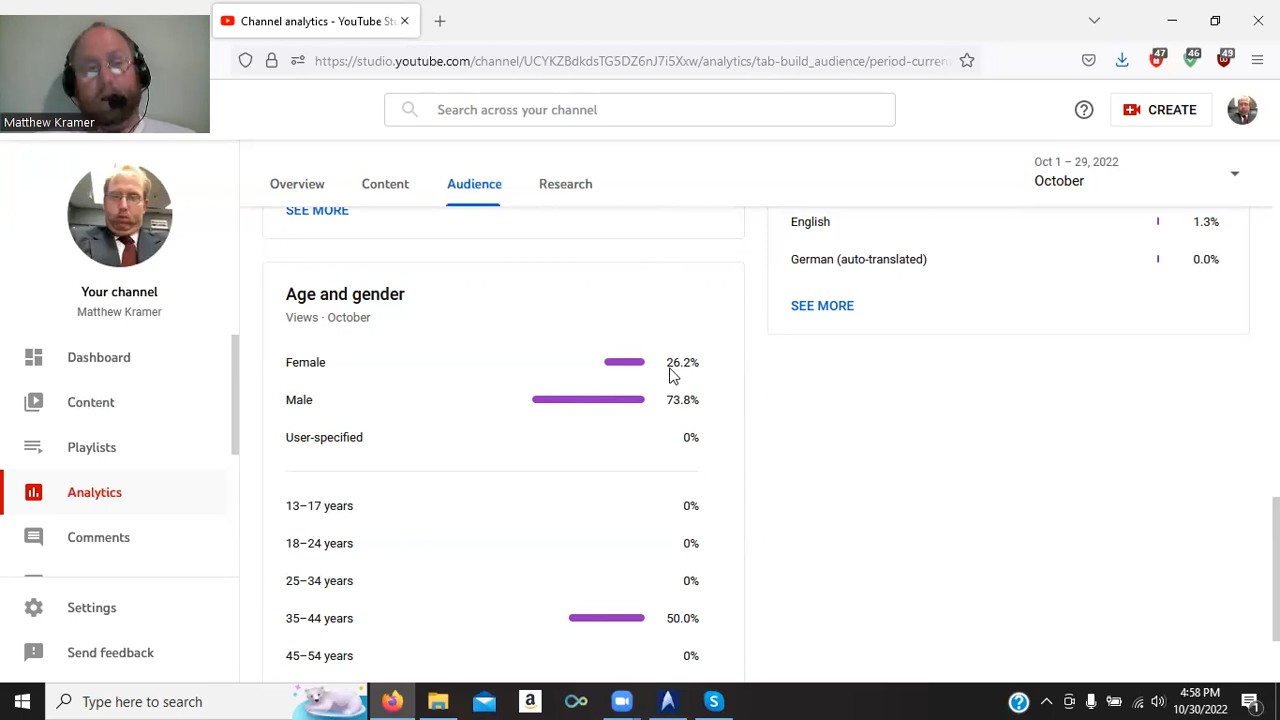 Channel analytics - YouTube St
https://studio.youtube.com/channel/UCYKZBdkdsTG5DZ6nJ7i5Xxw/analytics/tab-build_audience/period-curren
47
46
49
Matthew Kramer
Search across your channel
CREATE
Overview
Content
Audience
Research
Oct 1 – 29, 2022
October
Your channel
Matthew Kramer
Dashboard
Content
Playlists
Analytics
Comments
Settings
Send feedback
SEE MORE
Age and gender
Views · October
Female 26.2%
Male 73.8%
User-specified 0%
13–17 years 0%
18–24 years 0%
25–34 years 0%
35–44 years 50.0%
45–54 years 0%
English 1.3%
German (auto-translated) 0.0%
SEE MORE
Type here to search
4:58 PM
10/30/2022
1